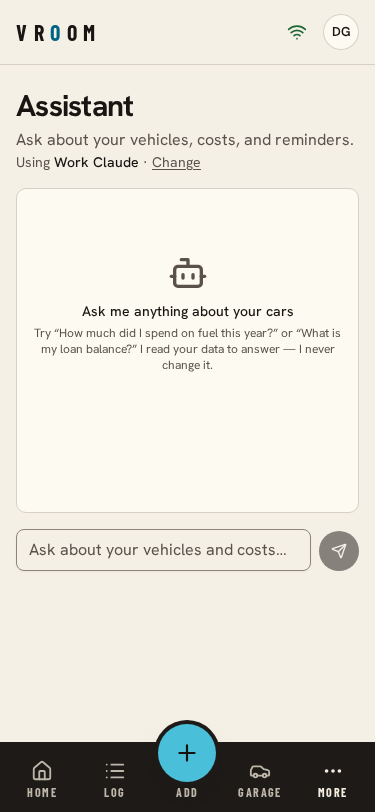 VROOM
DG
Assistant
Ask about your vehicles, costs, and reminders.
Using Work Claude · Change
Ask me anything about your cars
Try “How much did I spend on fuel this year?” or “What is
my loan balance?” I read your data to answer — I never
change it.
Ask about your vehicles and costs…
HOME
LOG
ADD
GARAGE
MORE